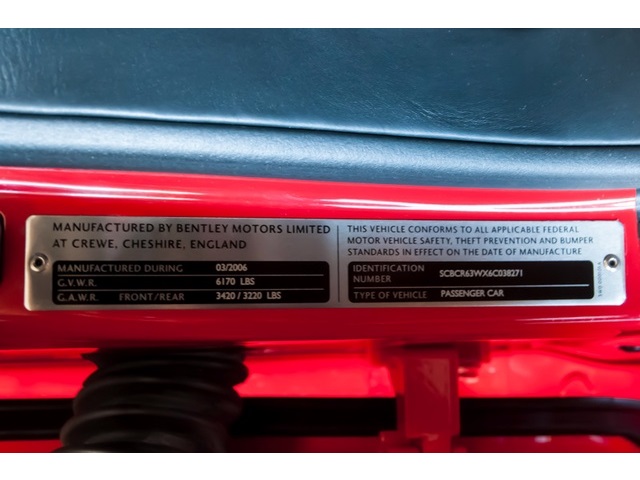 MANUFACTURED BY BENTLEY MOTORS LIMITED
AT CREWE, CHESHIRE, ENGLAND
MANUFACTURED DURING 03/2006
G.V.W.R. 6170 LBS
G.A.W.R. FRONT/REAR 3420 / 3220 LBS
THIS VEHICLE CONFORMS TO ALL APPLICABLE FEDERAL
MOTOR VEHICLE SAFETY, THEFT PREVENTION AND BUMPER
STANDARDS IN EFFECT ON THE DATE OF MANUFACTURE
IDENTIFICATION NUMBER SCBCR63WX6C038271
TYPE OF VEHICLE PASSENGER CAR